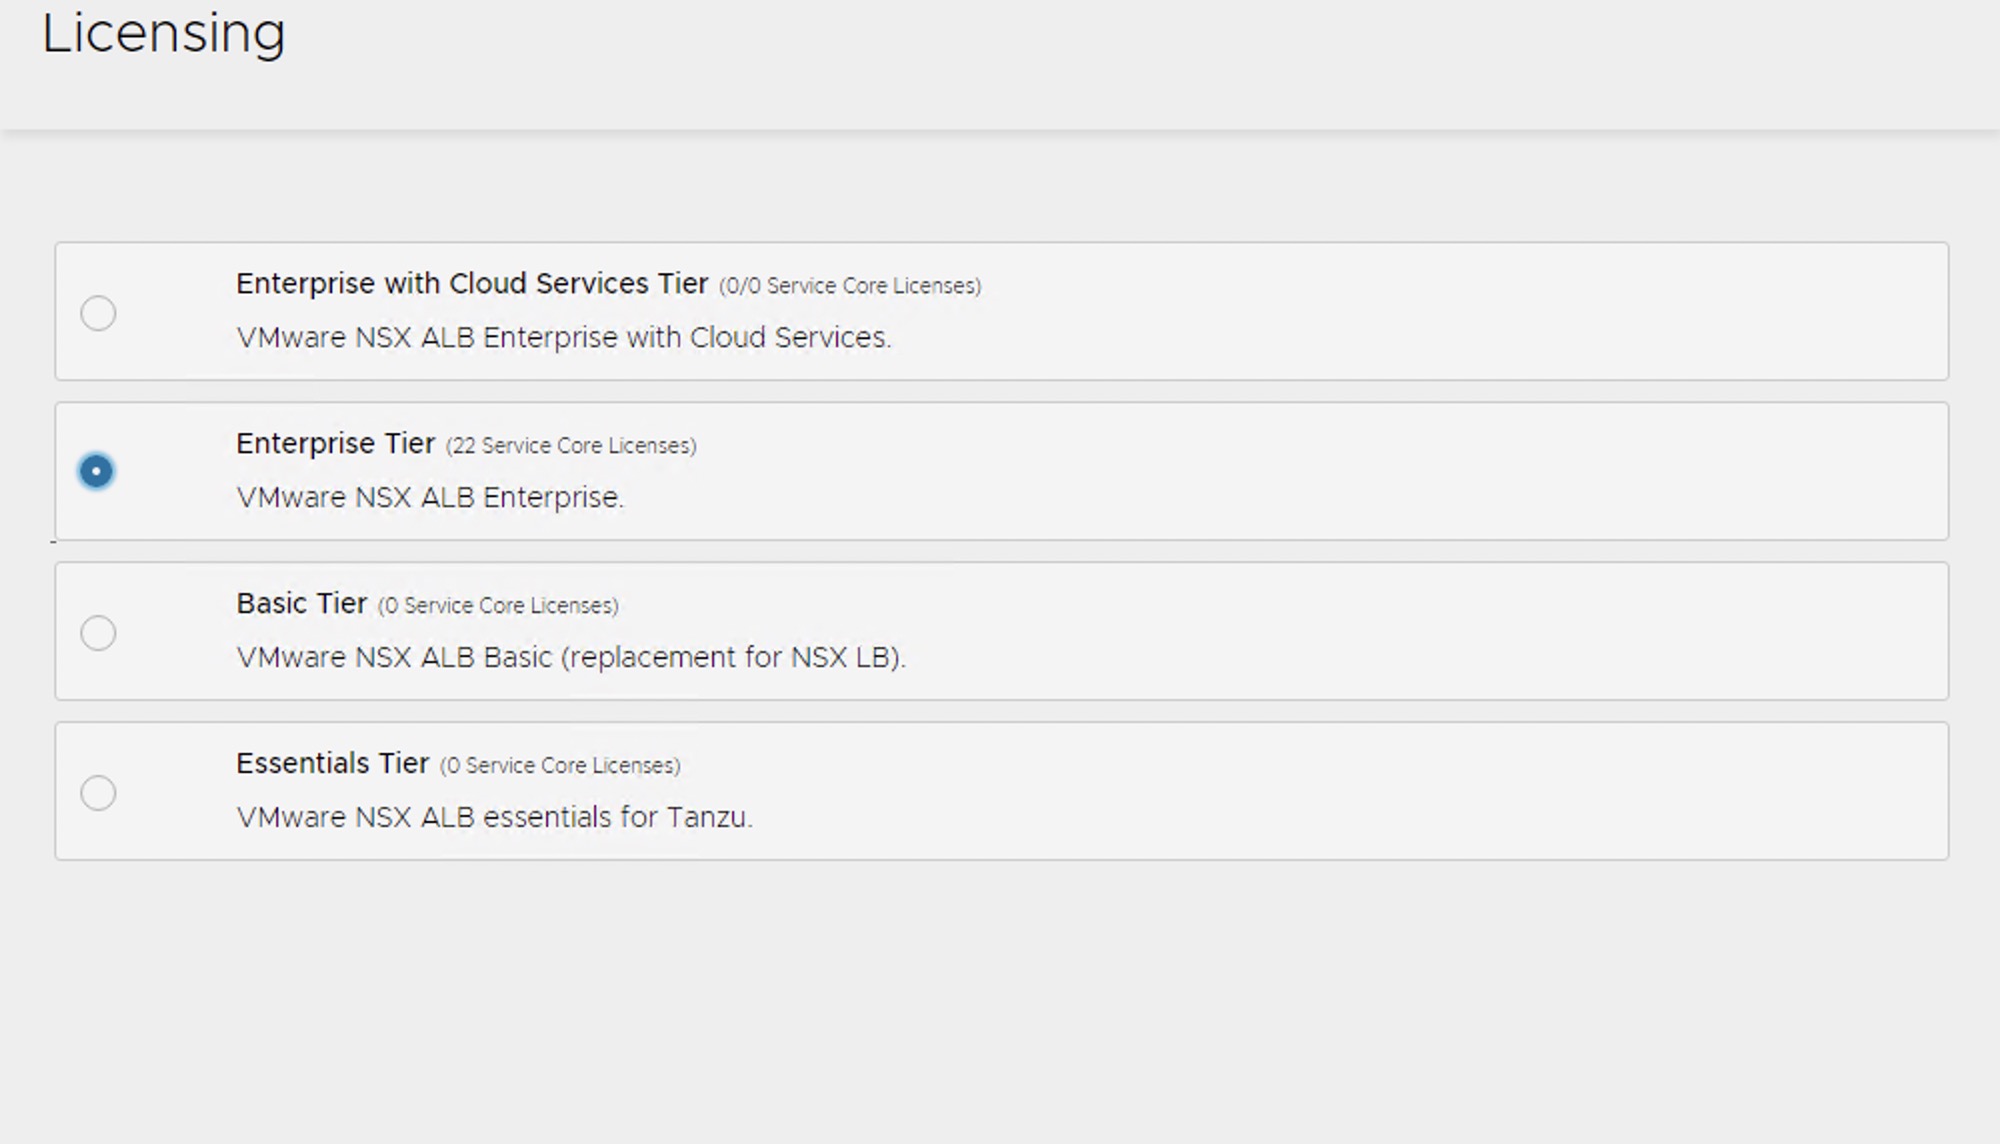 Licensing
Enterprise with Cloud Services Tier (0/0 Service Core Licenses)
VMware NSX ALB Enterprise with Cloud Services.
Enterprise Tier (22 Service Core Licenses)
VMware NSX ALB Enterprise.
Basic Tier (0 Service Core Licenses)
VMware NSX ALB Basic (replacement for NSX LB).
Essentials Tier (0 Service Core Licenses)
VMware NSX ALB essentials for Tanzu.